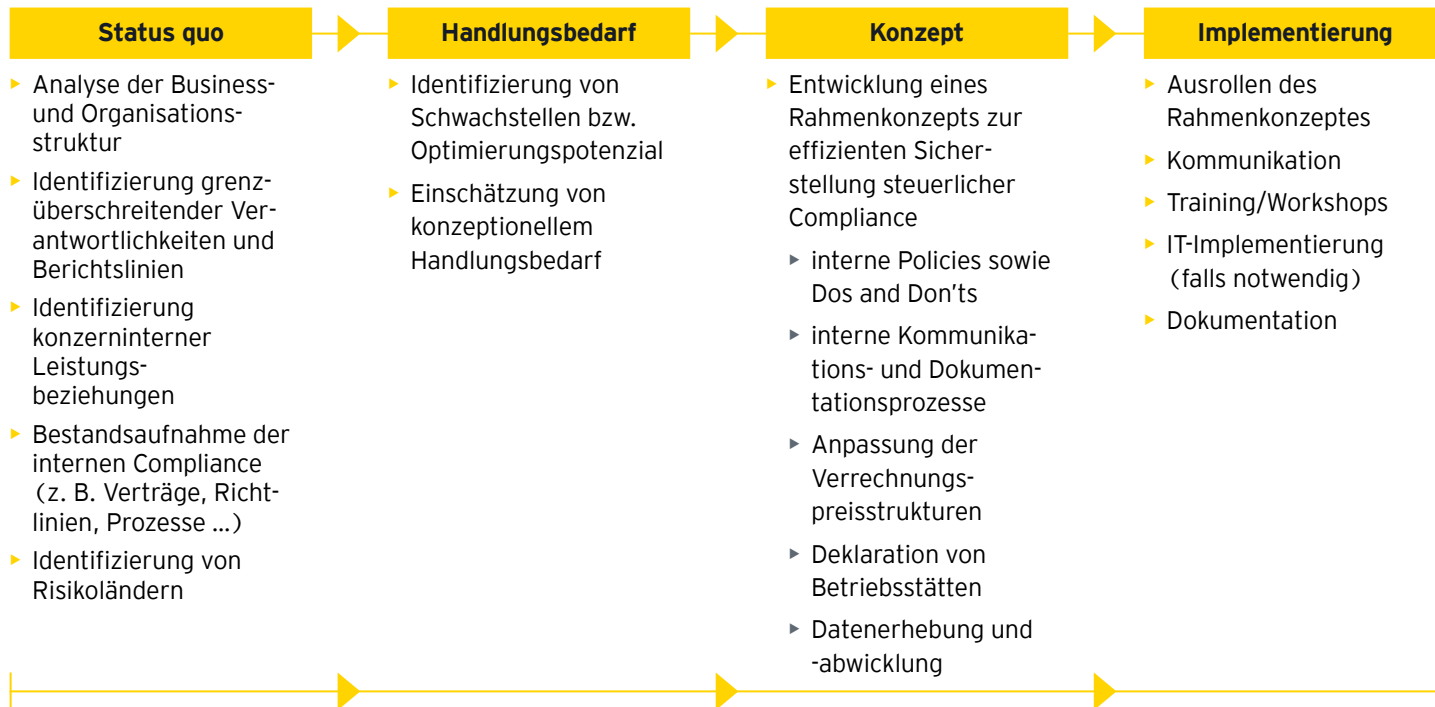 Status quo
Analyse der Business-
und Organisations-
struktur
Identifizierung grenz-
überschreitender Ver-
antwortlichkeiten und
Berichtslinien
Identifizierung
konzerninterner
Leistungs-
beziehungen
Bestandsaufnahme der
internen Compliance
(z. B. Verträge, Richt-
linien, Prozesse ...)
Identifizierung von
Risikoländern
Handlungsbedarf
Identifizierung von
Schwachstellen bzw.
Optimierungspotenzial
Einschätzung von
konzeptionellem
Handlungsbedarf
Konzept
Entwicklung eines
Rahmenkonzepts zur
effizienten Sicher-
stellung steuerlicher
Compliance
interne Policies sowie
Dos and Don’ts
interne Kommunika-
tions- und Dokumen-
tationsprozesse
Anpassung der
Verrechnungs-
preisstrukturen
Deklaration von
Betriebsstätten
Datenerhebung und
-abwicklung
Implementierung
Ausrollen des
Rahmenkonzeptes
Kommunikation
Training/Workshops
IT-Implementierung
(falls notwendig)
Dokumentation